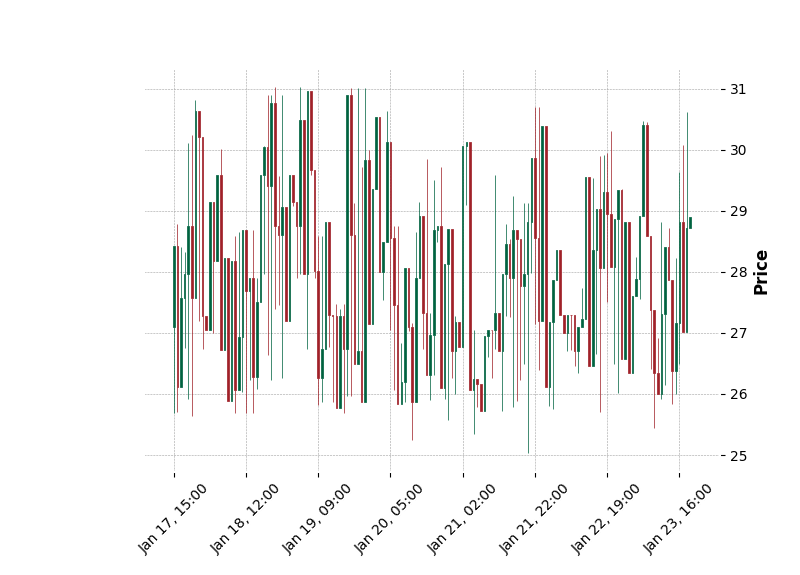 31
30
29
28
27
26
25
Price
Jan 17, 15:00
Jan 18, 12:00
Jan 19, 09:00
Jan 20, 05:00
Jan 21, 02:00
Jan 21, 22:00
Jan 22, 19:00
Jan 23, 16:00